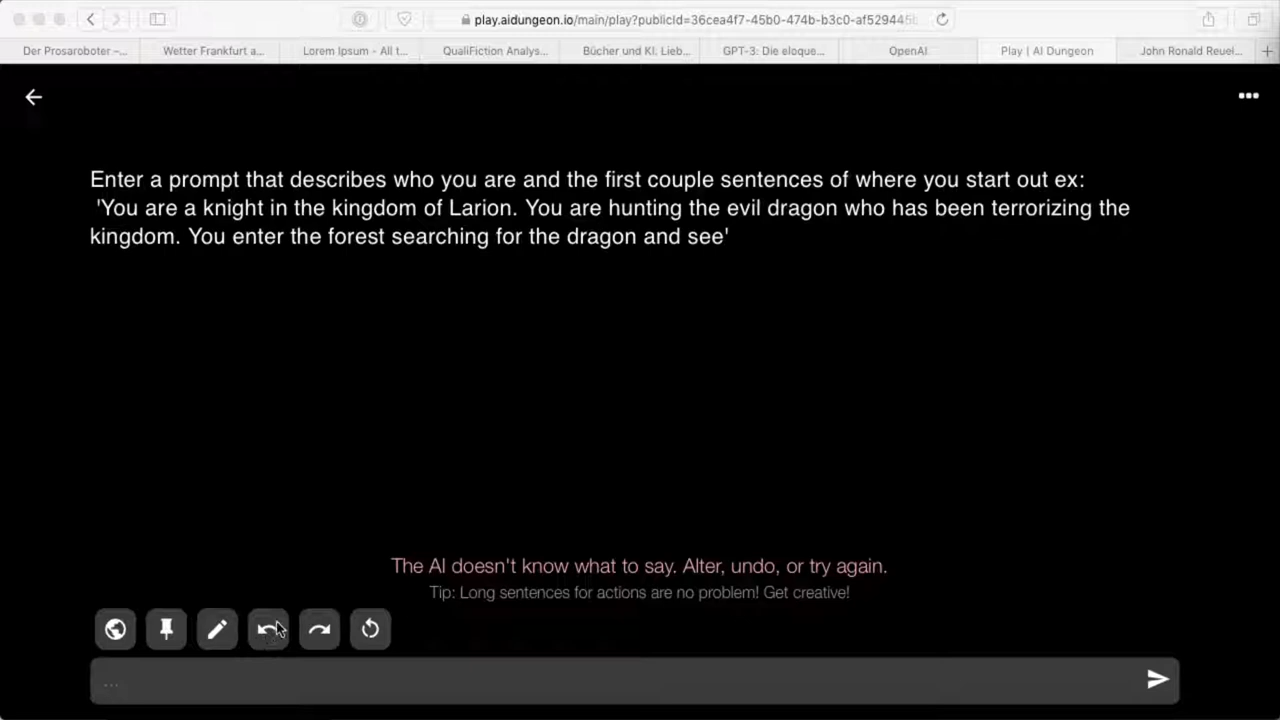 play.aidungeon.io/main/play?publicId=36cea4f7-45b0-474b-b3c0-af529445b
Der Prosaroboter –... Wetter Frankfurt a... Lorem Ipsum - All t... QualiFiction Analys... Bücher und KI: Lieb... GPT-3: Die eloque... OpenAI Play | AI Dungeon John Ronald Reuel...
Enter a prompt that describes who you are and the first couple sentences of where you start out ex:
'You are a knight in the kingdom of Larion. You are hunting the evil dragon who has been terrorizing the
kingdom. You enter the forest searching for the dragon and see'
The AI doesn't know what to say. Alter, undo, or try again.
Tip: Long sentences for actions are no problem! Get creative!
...